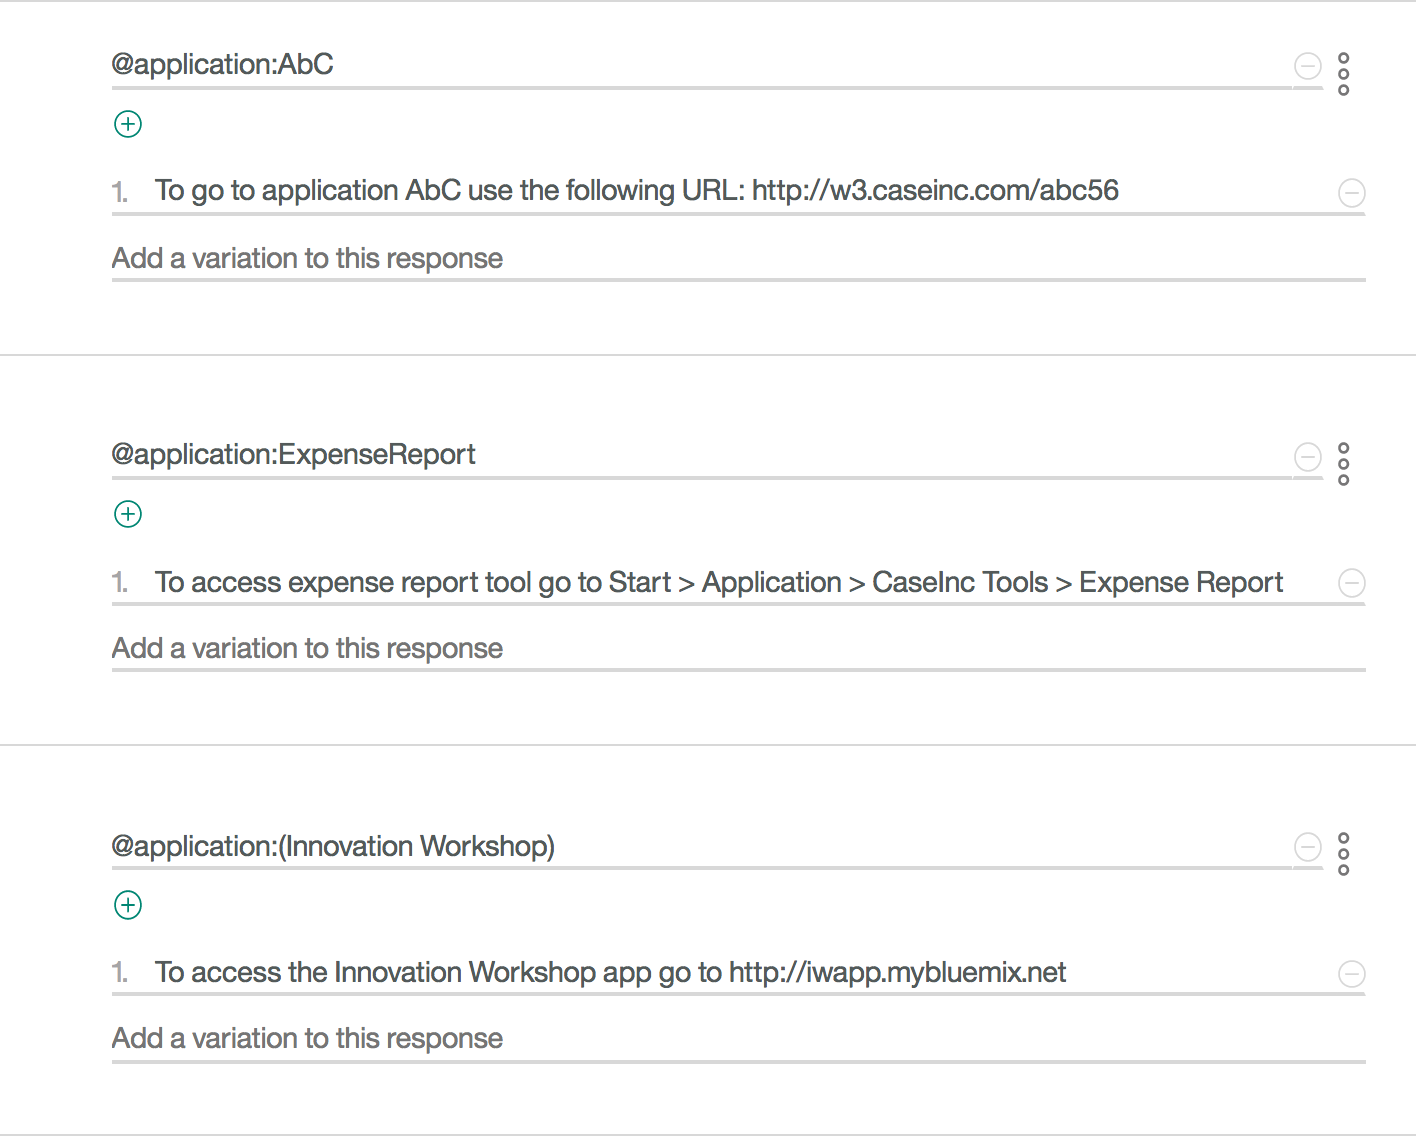 @application:AbC
1. To go to application AbC use the following URL: http://w3.caseinc.com/abc56
Add a variation to this response
@application:ExpenseReport
1. To access expense report tool go to Start > Application > CaseInc Tools > Expense Report
Add a variation to this response
@application:(Innovation Workshop)
1. To access the Innovation Workshop app go to http://iwapp.mybluemix.net
Add a variation to this response